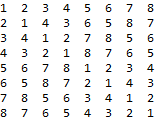 1 2 3 4 5 6 7 8
2 1 4 3 6 5 8 7
3 4 1 2 7 8 5 6
4 3 2 1 8 7 6 5
5 6 7 8 1 2 3 4
6 5 8 7 2 1 4 3
7 8 5 6 3 4 1 2
8 7 6 5 4 3 2 1